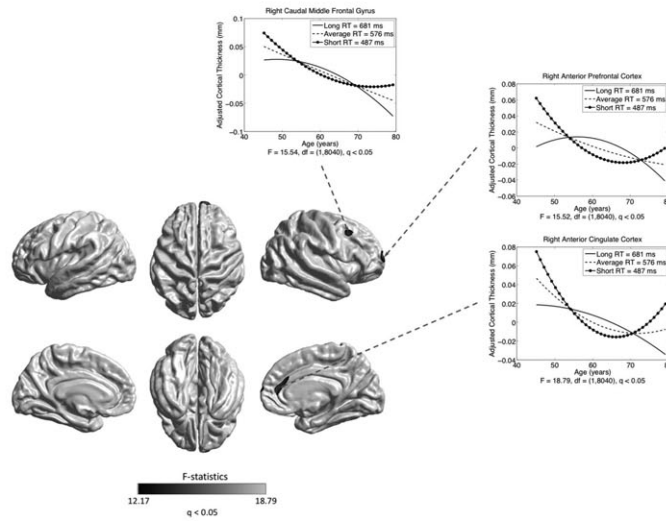 Right Caudal Middle Frontal Gyrus
0.1
0.05
0
−0.05
−0.1
40
50
60
70
80
Adjusted Cortical Thickness (mm)
Long RT = 681 ms
Average RT = 576 ms
Short RT = 487 ms
Age (years)
F = 15.54, df = (1,8040), q < 0.05
Right Anterior Prefrontal Cortex
0.08
0.06
0.04
0.02
0
−0.02
−0.04
−0.06
40
50
60
70
80
Adjusted Cortical Thickness (mm)
Long RT = 681 ms
Average RT = 576 ms
Short RT = 487 ms
Age (years)
F = 15.52, df = (1,8040), q < 0.05
Right Anterior Cingulate Cortex
0.08
0.06
0.04
0.02
0
−0.02
−0.04
40
50
60
70
80
Adjusted Cortical Thickness (mm)
Long RT = 681 ms
Average RT = 576 ms
Short RT = 487 ms
Age (years)
F = 18.79, df = (1,8040), q < 0.05
F-statistics
12.17 18.79
q < 0.05